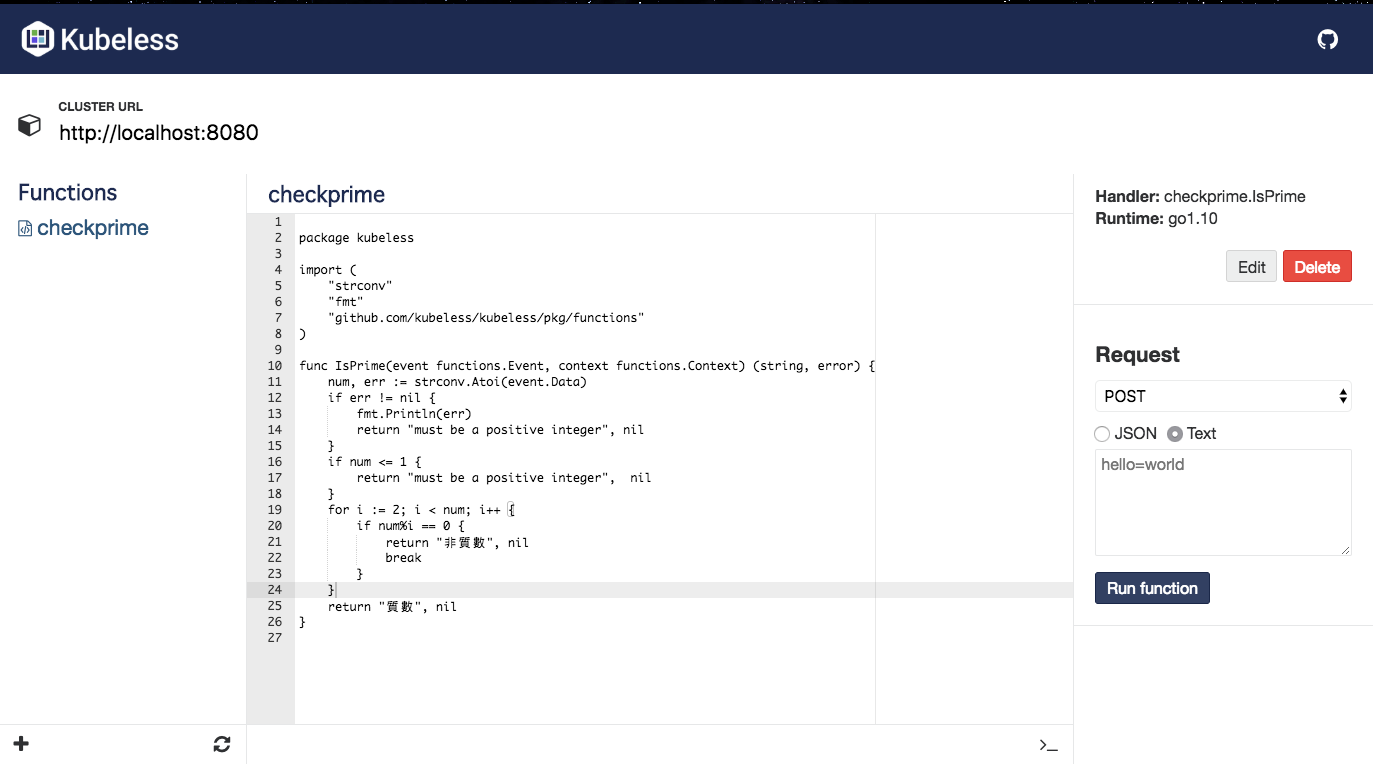 Kubeless
CLUSTER URL
http://localhost:8080
Functions
checkprime
checkprime
1
2 package kubeless
3
4 import (
5     "strconv"
6     "fmt"
7     "github.com/kubeless/kubeless/pkg/functions"
8 )
9
10 func IsPrime(event functions.Event, context functions.Context) (string, error) {
11     num, err := strconv.Atoi(event.Data)
12     if err != nil {
13         fmt.Println(err)
14         return "must be a positive integer", nil
15     }
16     if num <= 1 {
17         return "must be a positive integer",  nil
18     }
19     for i := 2; i < num; i++ {
20         if num%i == 0 {
21             return "非質數", nil
22             break
23         }
24     }
25     return "質數", nil
26 }
27
Handler: checkprime.IsPrime
Runtime: go1.10
Edit Delete
Request
POST
JSON Text
hello=world
Run function